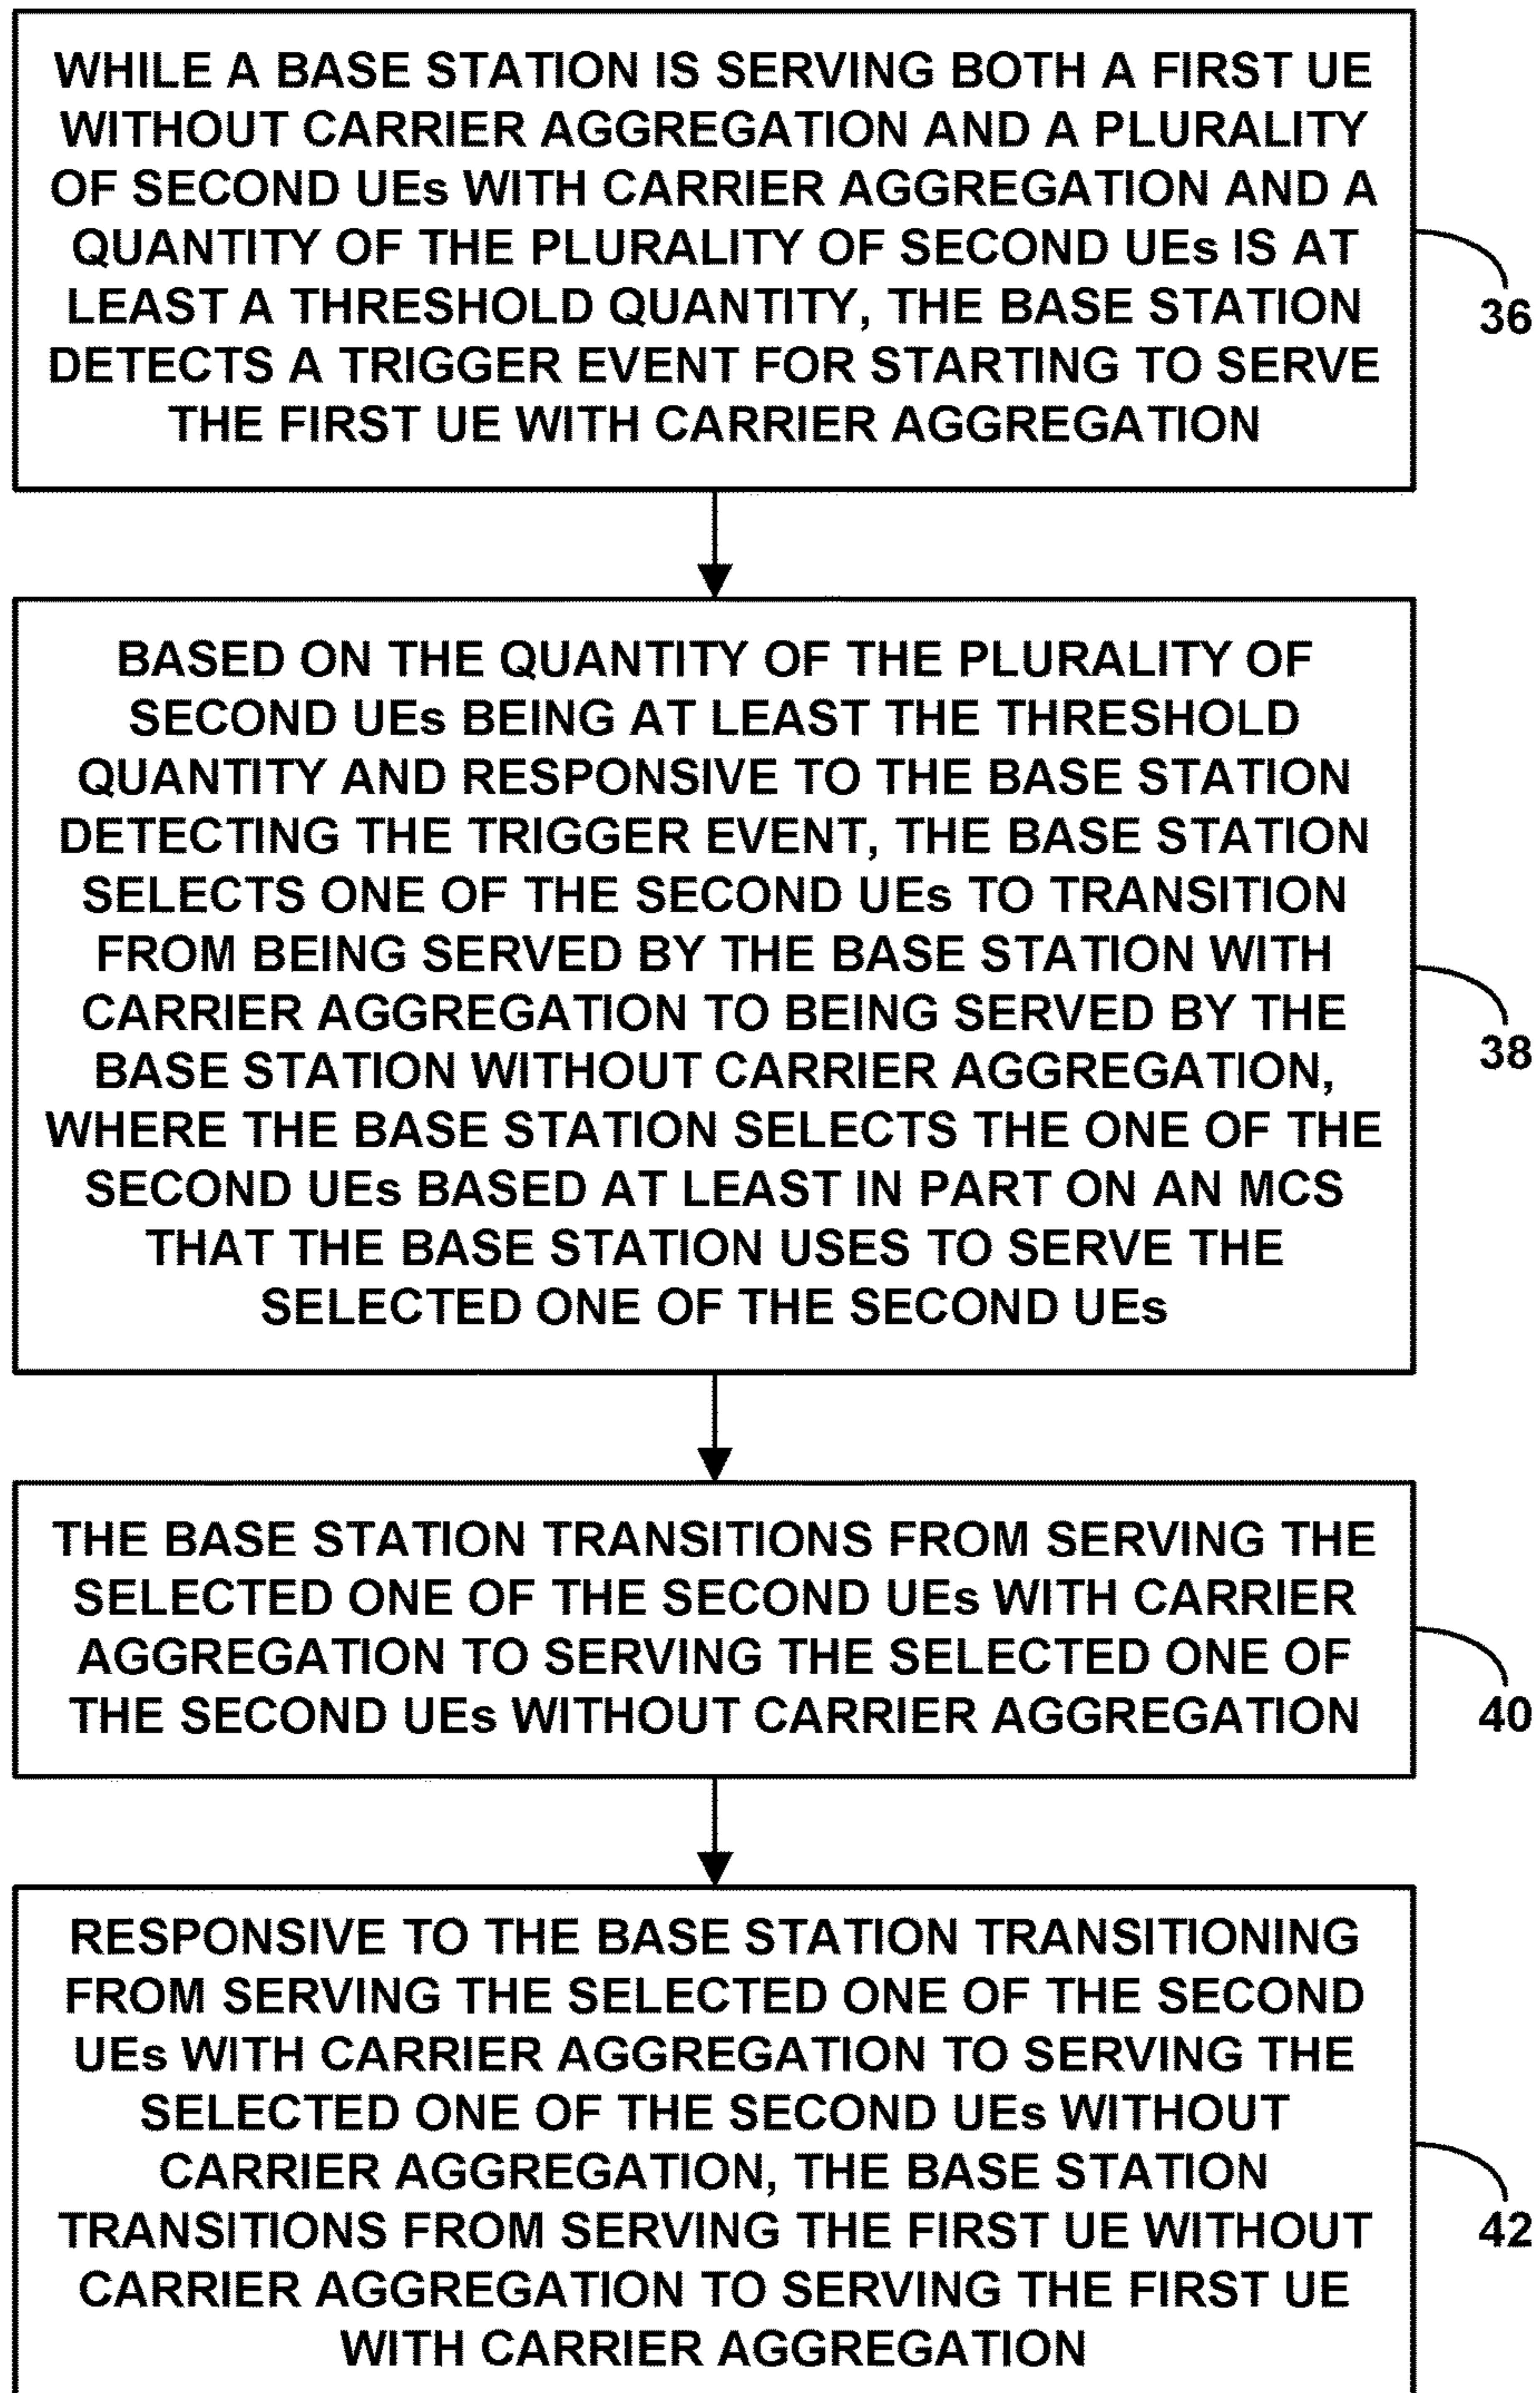 WHILE A BASE STATION IS SERVING BOTH A FIRST UE
WITHOUT CARRIER AGGREGATION AND A PLURALITY
OF SECOND UEs WITH CARRIER AGGREGATION AND A
QUANTITY OF THE PLURALITY OF SECOND UEs IS AT
LEAST A THRESHOLD QUANTITY, THE BASE STATION
DETECTS A TRIGGER EVENT FOR STARTING TO SERVE
THE FIRST UE WITH CARRIER AGGREGATION
36
BASED ON THE QUANTITY OF THE PLURALITY OF
SECOND UEs BEING AT LEAST THE THRESHOLD
QUANTITY AND RESPONSIVE TO THE BASE STATION
DETECTING THE TRIGGER EVENT, THE BASE STATION
SELECTS ONE OF THE SECOND UEs TO TRANSITION
FROM BEING SERVED BY THE BASE STATION WITH
CARRIER AGGREGATION TO BEING SERVED BY THE
BASE STATION WITHOUT CARRIER AGGREGATION,
WHERE THE BASE STATION SELECTS THE ONE OF THE
SECOND UEs BASED AT LEAST IN PART ON AN MCS
THAT THE BASE STATION USES TO SERVE THE
SELECTED ONE OF THE SECOND UEs
38
THE BASE STATION TRANSITIONS FROM SERVING THE
SELECTED ONE OF THE SECOND UEs WITH CARRIER
AGGREGATION TO SERVING THE SELECTED ONE OF
THE SECOND UEs WITHOUT CARRIER AGGREGATION
40
RESPONSIVE TO THE BASE STATION TRANSITIONING
FROM SERVING THE SELECTED ONE OF THE SECOND
UEs WITH CARRIER AGGREGATION TO SERVING THE
SELECTED ONE OF THE SECOND UEs WITHOUT
CARRIER AGGREGATION, THE BASE STATION
TRANSITIONS FROM SERVING THE FIRST UE WITHOUT
CARRIER AGGREGATION TO SERVING THE FIRST UE
WITH CARRIER AGGREGATION
42